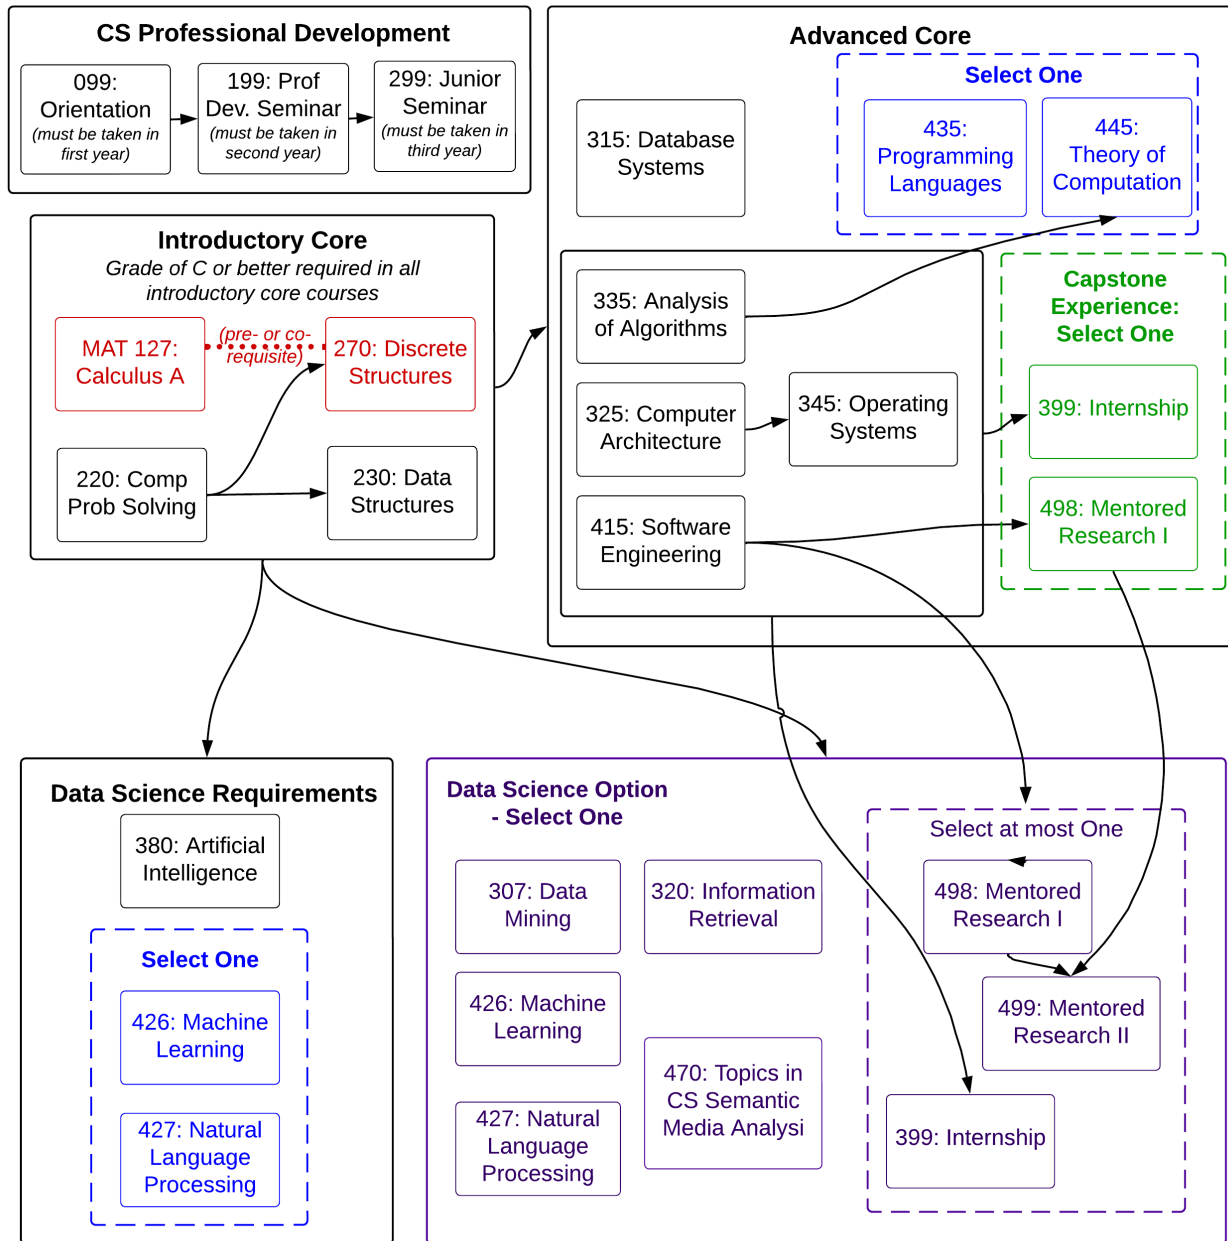 CS Professional Development
099:
Orientation
(must be taken in
first year)
199: Prof
Dev. Seminar
(must be taken in
second year)
299: Junior
Seminar
(must be taken in
third year)
Introductory Core
Grade of C or better required in all
introductory core courses
MAT 127:
Calculus A
(pre- or co-
requisite)
270: Discrete
Structures
220: Comp
Prob Solving
230: Data
Structures
Advanced Core
315: Database
Systems
Select One
435:
Programming
Languages
445:
Theory of
Computation
335: Analysis
of Algorithms
325: Computer
Architecture
345: Operating
Systems
415: Software
Engineering
Capstone
Experience:
Select One
399: Internship
498: Mentored
Research I
Data Science Requirements
380: Artificial
Intelligence
Select One
426: Machine
Learning
427: Natural
Language
Processing
Data Science Option
- Select One
307: Data
Mining
320: Information
Retrieval
426: Machine
Learning
470: Topics in
CS Semantic
Media Analysi
427: Natural
Language
Processing
Select at most One
498: Mentored
Research I
499: Mentored
Research II
399: Internship